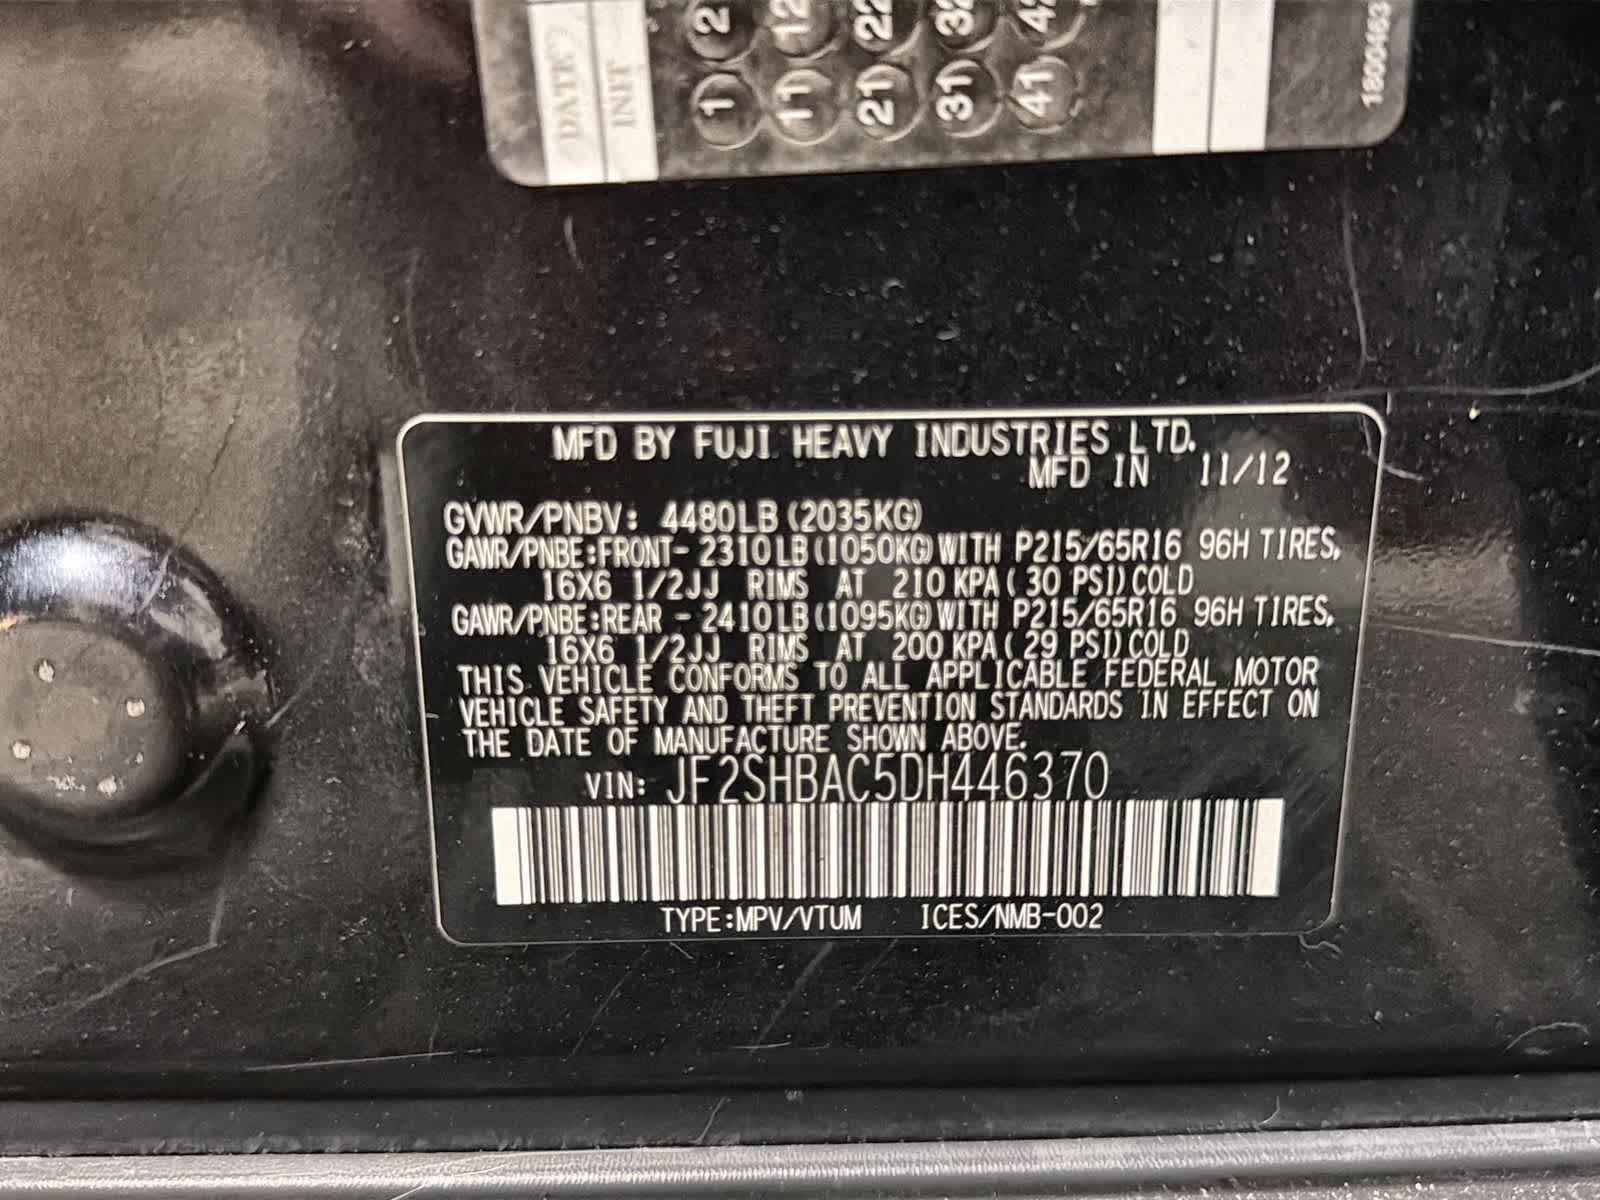 DATE
INIT
2 12 22 32 42
1 11 21 31 41
18000463
MFD BY FUJI HEAVY INDUSTRIES LTD.
MFD IN 11/12
GVWR/PNBV: 4480LB (2035KG)
GAWR/PNBE:FRONT- 2310LB(1050KG)WITH P215/65R16 96H TIRES,
16X6 1/2JJ RIMS AT 210 KPA( 30 PSI)COLD
GAWR/PNBE:REAR - 2410LB(1095KG)WITH P215/65R16 96H TIRES,
16X6 1/2JJ RIMS AT 200 KPA( 29 PSI)COLD
THIS VEHICLE CONFORMS TO ALL APPLICABLE FEDERAL MOTOR
VEHICLE SAFETY AND THEFT PREVENTION STANDARDS IN EFFECT ON
THE DATE OF MANUFACTURE SHOWN ABOVE.
VIN: JF2SHBAC5DH446370
TYPE:MPV/VTUM ICES/NMB-002